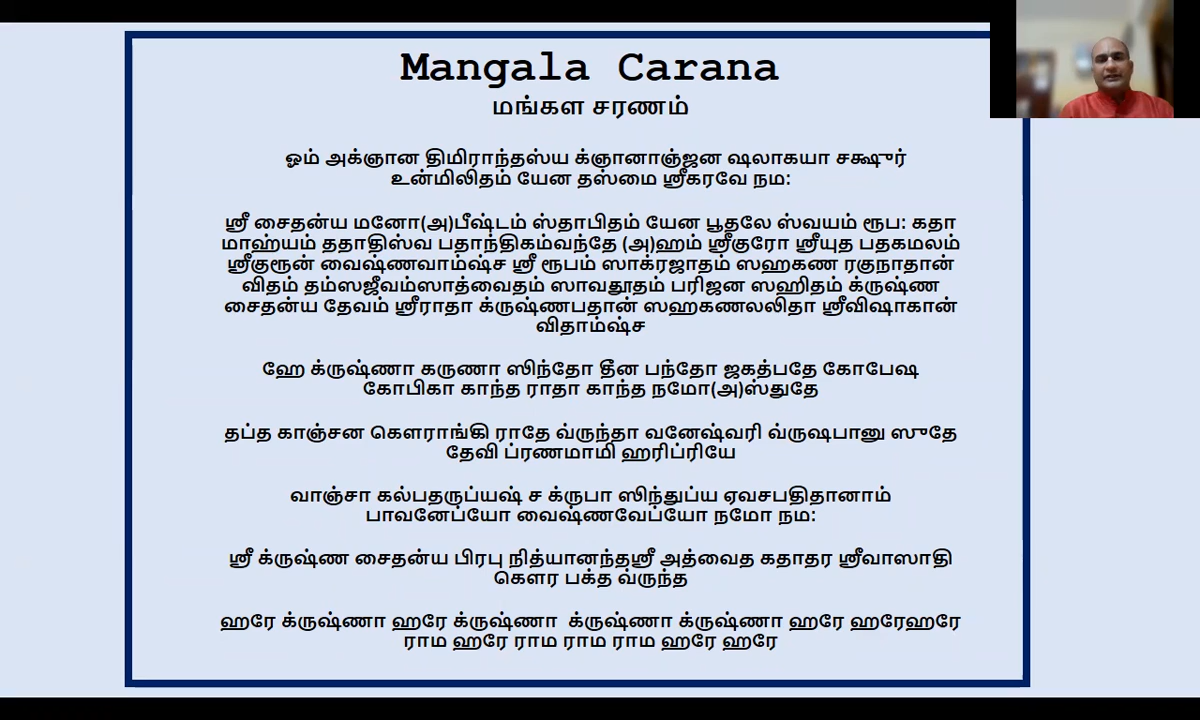 Mangala Carana
மங்கள சரணம்
ஓம் அக்ஞான திமிராந்தஸ்ய க்ஞானாஞ்ஜன ஷலாகயா சக்ஷுர்
உன்மிலிதம் யேன தஸ்மை ஸ்ரீகரவே நம:
ஸ்ரீ சைதன்ய மனோ(அ)பீஷ்டம் ஸ்தாபிதம் யேன பூதலே ஸ்வயம் ரூப: கதா
மாஹ்யம் ததாதிஸ்வ பதாந்திகம்வந்தே (அ)ஹம் ஸ்ரீகுரோ ஸ்ரீயுத பதகமலம்
ஸ்ரீகுரூன் வைஷ்ணவாம்ஷ்ச ஸ்ரீ ரூபம் ஸாக்ரஜாதம் ஸஹகண ரகுநாதான்
விதம் தம்ஸஜீவம்ஸாத்வைதம் ஸாவதூதம் பரிஜன ஸஹிதம் க்ருஷ்ண
சைதன்ய தேவம் ஸ்ரீராதா க்ருஷ்ணபதான் ஸஹகணலலிதா ஸ்ரீவிஷாகான்
விதாம்ஷ்ச
ஹே க்ருஷ்ணா கருணா ஸிந்தோ தீன பந்தோ ஜகத்பதே கோபேஷ
கோபிகா காந்த ராதா காந்த நமோ(அ)ஸ்துதே
தப்த காஞ்சன கௌராங்கி ராதே வ்ருந்தா வனேஷ்வரி வ்ருஷபானு ஸுதே
தேவி ப்ரணமாமி ஹரிப்ரியே
வாஞ்சா கல்பதருப்யஷ் ச க்ருபா ஸிந்துப்ய ஏவசபதிதானாம்
பாவனேப்யோ வைஷ்ணவேப்யோ நமோ நம:
ஸ்ரீ க்ருஷ்ண சைதன்ய பிரபு நித்யானந்தஸ்ரீ அத்வைத கதாதர ஸ்ரீவாஸாதி
கௌர பக்த வ்ருந்த
ஹரே க்ருஷ்ணா ஹரே க்ருஷ்ணா க்ருஷ்ணா க்ருஷ்ணா ஹரே ஹரேஹரே
ராம ஹரே ராம ராம ராம ஹரே ஹரே